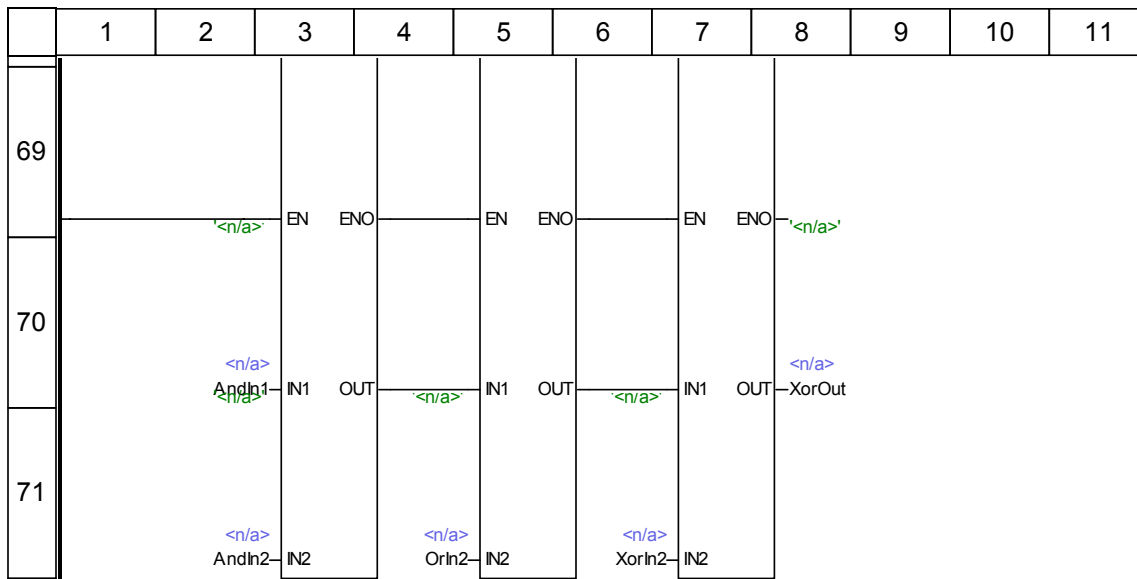 1 2 3 4 5 6 7 8 9 10 11
69
EN ENO EN ENO EN ENO
'<n/a>' '<n/a>'
70
<n/a> <n/a>
AndIn1 IN1 OUT IN1 OUT IN1 OUT XorOut
'<n/a>' '<n/a>' '<n/a>'
71
<n/a> <n/a> <n/a>
AndIn2 IN2 OrIn2 IN2 XorIn2 IN2